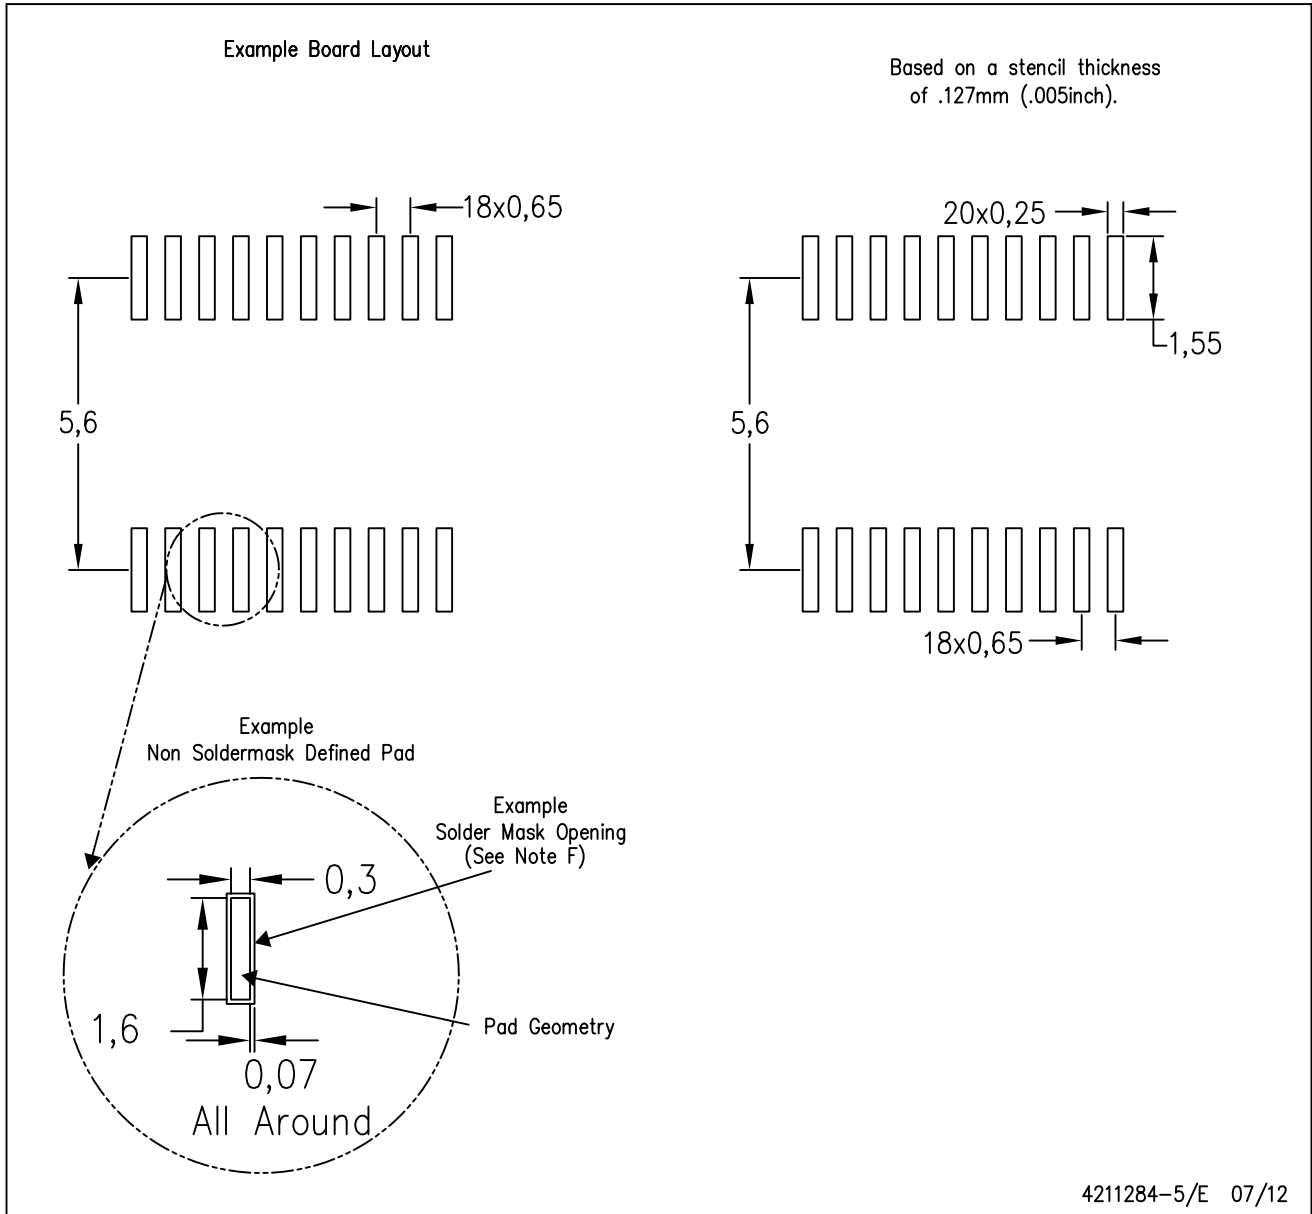 Example Board Layout
Based on a stencil thickness
of .127mm (.005inch).
18x0,65
20x0,25
1,55
5,6
5,6
18x0,65
Example
Non Soldermask Defined Pad
Example
Solder Mask Opening
(See Note F)
0,3
1,6
Pad Geometry
0,07
All Around
4211284-5/E 07/12